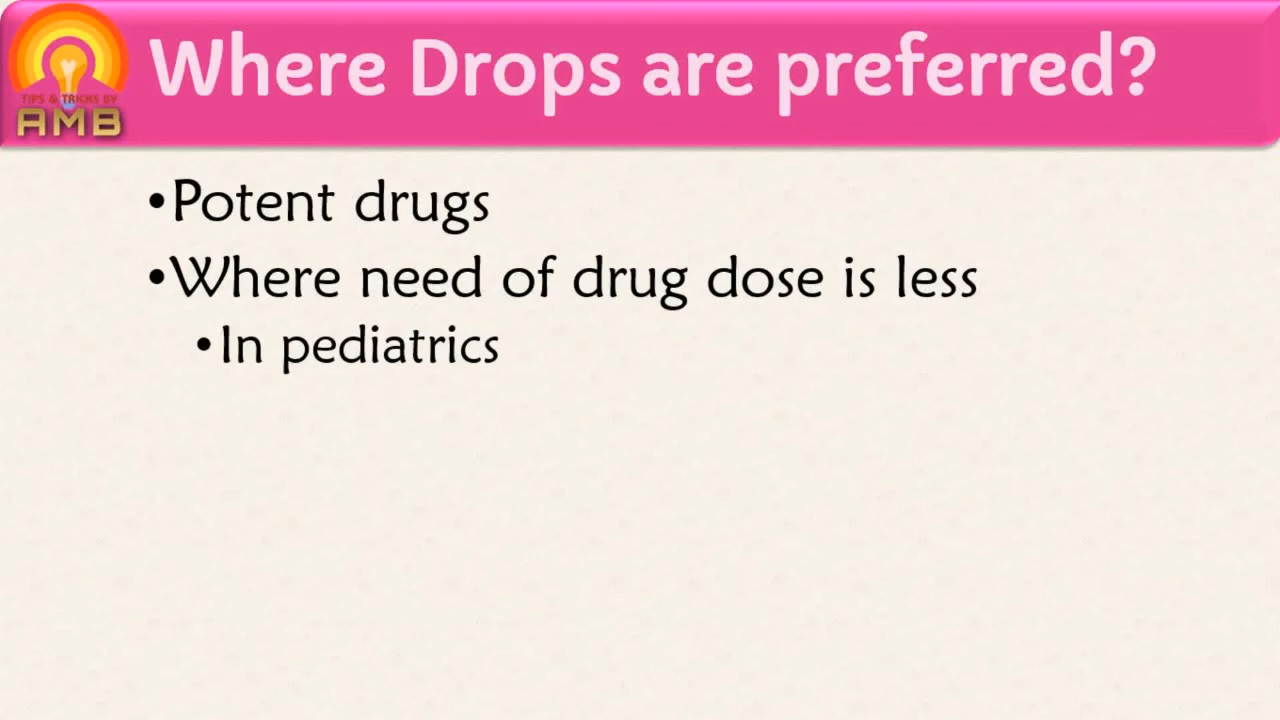 Where Drops are preferred?
TIPS & TRICKS BY
AMB
•Potent drugs
•Where need of drug dose is less
•In pediatrics